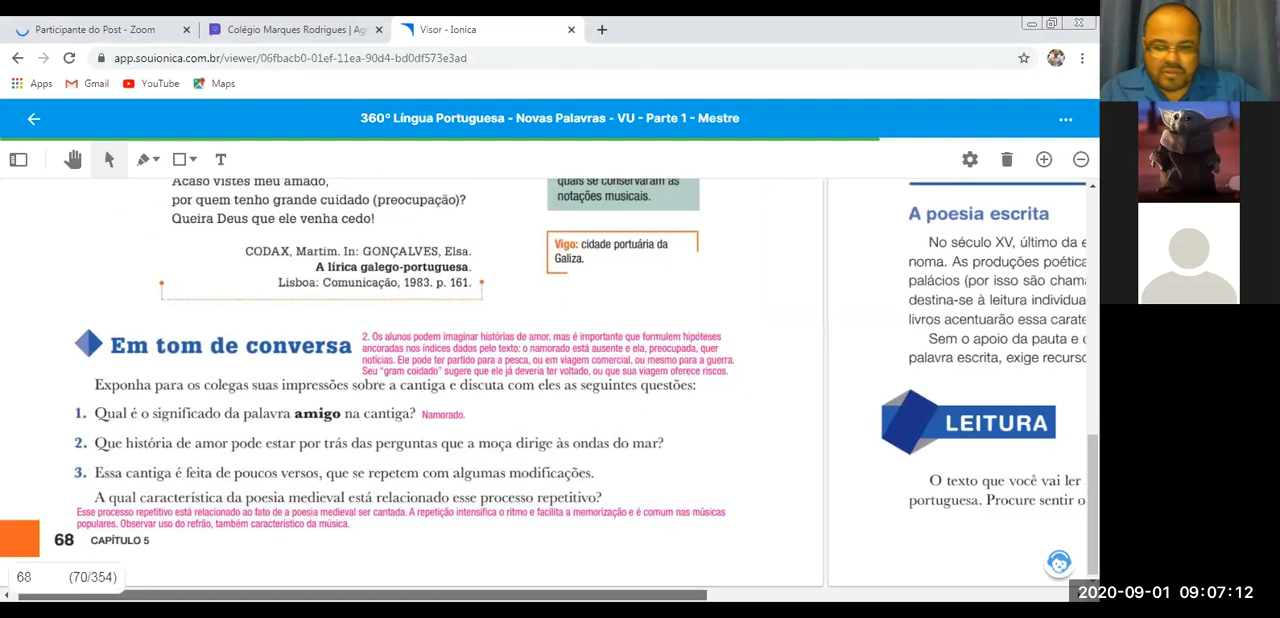 Participante do Post - Zoom
Colégio Marques Rodrigues | Ag
Visor - Ionica
app.souionica.com.br/viewer/06fbacb0-01ef-11ea-90d4-bd0df573e3ad
Apps Gmail YouTube Maps
360º Língua Portuguesa - Novas Palavras - VU - Parte 1 - Mestre
T
Acaso vistes meu amado,
por quem tenho grande cuidado (preocupação)?
Queira Deus que ele venha cedo!
CODAX, Martim. In: GONÇALVES, Elsa.
A lírica galego-portuguesa.
Lisboa: Comunicação, 1983. p. 161.
quais se conservaram as
notações musicais.
Vigo: cidade portuária da
Galiza.
Em tom de conversa
2. Os alunos podem imaginar histórias de amor, mas é importante que formulem hipóteses
ancoradas nos índices dados pelo texto: o namorado está ausente e ela, preocupada, quer
notícias. Ele pode ter partido para a pesca, ou em viagem comercial, ou mesmo para a guerra.
Seu “gram coidado” sugere que ele já deveria ter voltado, ou que sua viagem oferece riscos.
Exponha para os colegas suas impressões sobre a cantiga e discuta com eles as seguintes questões:
1. Qual é o significado da palavra amigo na cantiga? Namorado.
2. Que história de amor pode estar por trás das perguntas que a moça dirige às ondas do mar?
3. Essa cantiga é feita de poucos versos, que se repetem com algumas modificações.
A qual característica da poesia medieval está relacionado esse processo repetitivo?
Esse processo repetitivo está relacionado ao fato de a poesia medieval ser cantada. A repetição intensifica o ritmo e facilita a memorização e é comum nas músicas
populares. Observar uso do refrão, também característico da música.
68 CAPÍTULO 5
68 (70/354)
A poesia escrita
No século XV, último da e
noma. As produções poétic
palácios (por isso são cham
destina-se à leitura individua
livros acentuarão essa carate
Sem o apoio da pauta e
palavra escrita, exige recurso
LEITURA
O texto que você vai ler
portuguesa. Procure sentir o
2020-09-01 09:07:12